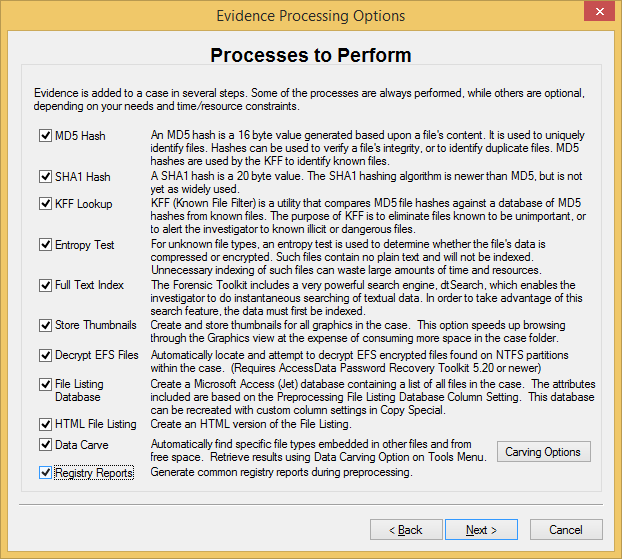 Evidence Processing Options
Processes to Perform
Evidence is added to a case in several steps. Some of the processes are always performed, while others are optional,
depending on your needs and time/resource constraints.
MD5 Hash
An MD5 hash is a 16 byte value generated based upon a file's content. It is used to uniquely
identify files. Hashes can be used to verify a file's integrity, or to identify duplicate files. MD5
hashes are used by the KFF to identify known files.
SHA1 Hash
A SHA1 hash is a 20 byte value. The SHA1 hashing algorithm is newer than MD5, but is not
yet as widely used.
KFF Lookup
KFF (Known File Filter) is a utility that compares MD5 file hashes against a database of MD5
hashes from known files. The purpose of KFF is to eliminate files known to be unimportant, or
to alert the investigator to known illicit or dangerous files.
Entropy Test
For unknown file types, an entropy test is used to determine whether the file's data is
compressed or encrypted. Such files contain no plain text and will not be indexed.
Unnecessary indexing of such files can waste large amounts of time and resources.
Full Text Index
The Forensic Toolkit includes a very powerful search engine, dtSearch, which enables the
investigator to do instantaneous searching of textual data. In order to take advantage of this
search feature, the data must first be indexed.
Store Thumbnails
Create and store thumbnails for all graphics in the case. This option speeds up browsing
through the Graphics view at the expense of consuming more space in the case folder.
Decrypt EFS Files
Automatically locate and attempt to decrypt EFS encrypted files found on NTFS partitions
within the case. (Requires AccessData Password Recovery Toolkit 5.20 or newer)
File Listing
Database
Create a Microsoft Access (Jet) database containing a list of all files in the case. The attributes
included are based on the Preprocessing File Listing Database Column Setting. This database
can be recreated with custom column settings in Copy Special.
HTML File Listing
Create an HTML version of the File Listing.
Data Carve
Automatically find specific file types embedded in other files and from
free space. Retrieve results using Data Carving Option on Tools Menu.
Carving Options
Registry Reports
Generate common registry reports during preprocessing.
< Back
Next >
Cancel